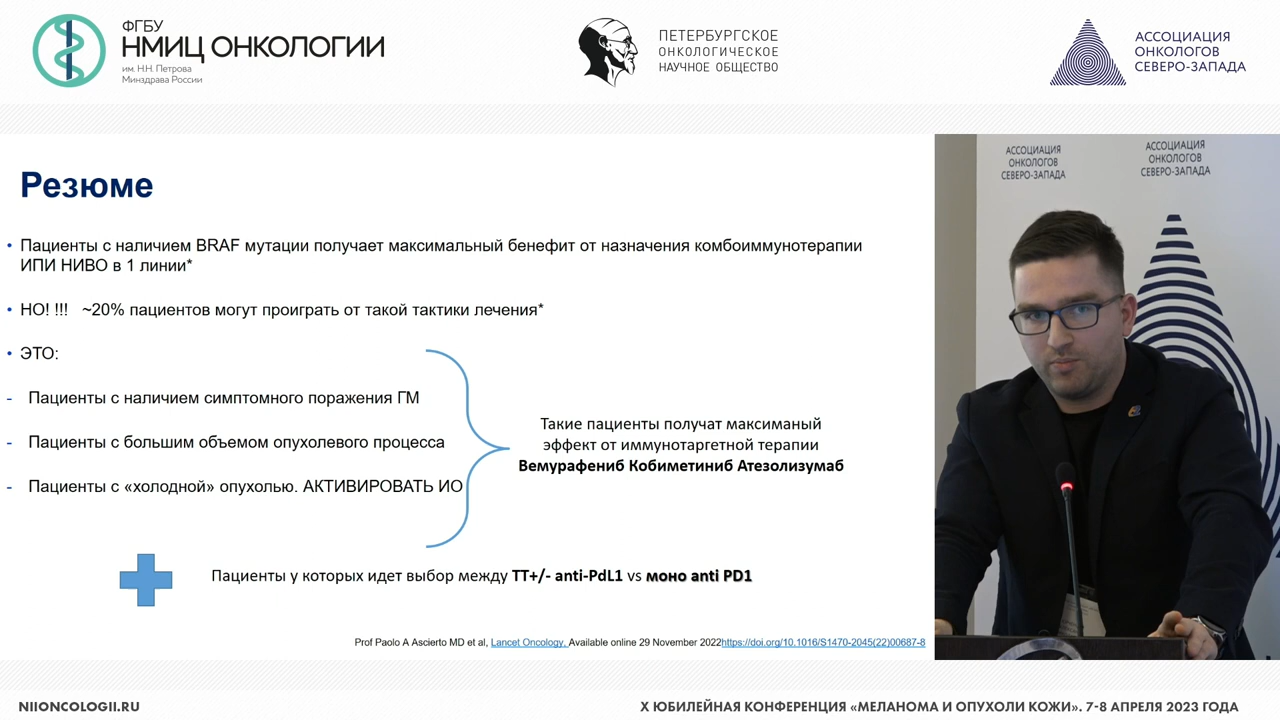 ФГБУ
НМИЦ ОНКОЛОГИИ
им. Н.Н. Петрова
Минздрава России
ПЕТЕРБУРГСКОЕ
ОНКОЛОГИЧЕСКОЕ
НАУЧНОЕ ОБЩЕСТВО
АССОЦИАЦИЯ
ОНКОЛОГОВ
СЕВЕРО-ЗАПАДА
Резюме
• Пациенты с наличием BRAF мутации получает максимальный бенефит от назначения комбоиммунотерапии
ИПИ НИВО в 1 линии*
• НО! !!! ~20% пациентов могут проиграть от такой тактики лечения*
• ЭТО:
- Пациенты с наличием симптомного поражения ГМ
- Пациенты с большим объемом опухолевого процесса
- Пациенты с «холодной» опухолью. АКТИВИРОВАТЬ ИО
Такие пациенты получат максиманый
эффект от иммунотаргетной терапии
Вемурафениб Кобиметиниб Атезолизумаб
Пациенты у которых идет выбор между ТТ+/- anti-PdL1 vs моно anti PD1
Prof Paolo A Ascierto MD et al, Lancet Oncology, Available online 29 November 2022https://doi.org/10.1016/S1470-2045(22)00687-8
АССОЦИАЦИЯ
ОНКОЛОГОВ
СЕВЕРО-ЗАПАДА
АССОЦИАЦИЯ
ОНКОЛОГОВ
СЕВЕРО-ЗАПАДА
NIIONCOLOGII.RU
X ЮБИЛЕЙНАЯ КОНФЕРЕНЦИЯ «МЕЛАНОМА И ОПУХОЛИ КОЖИ». 7-8 АПРЕЛЯ 2023 ГОДА